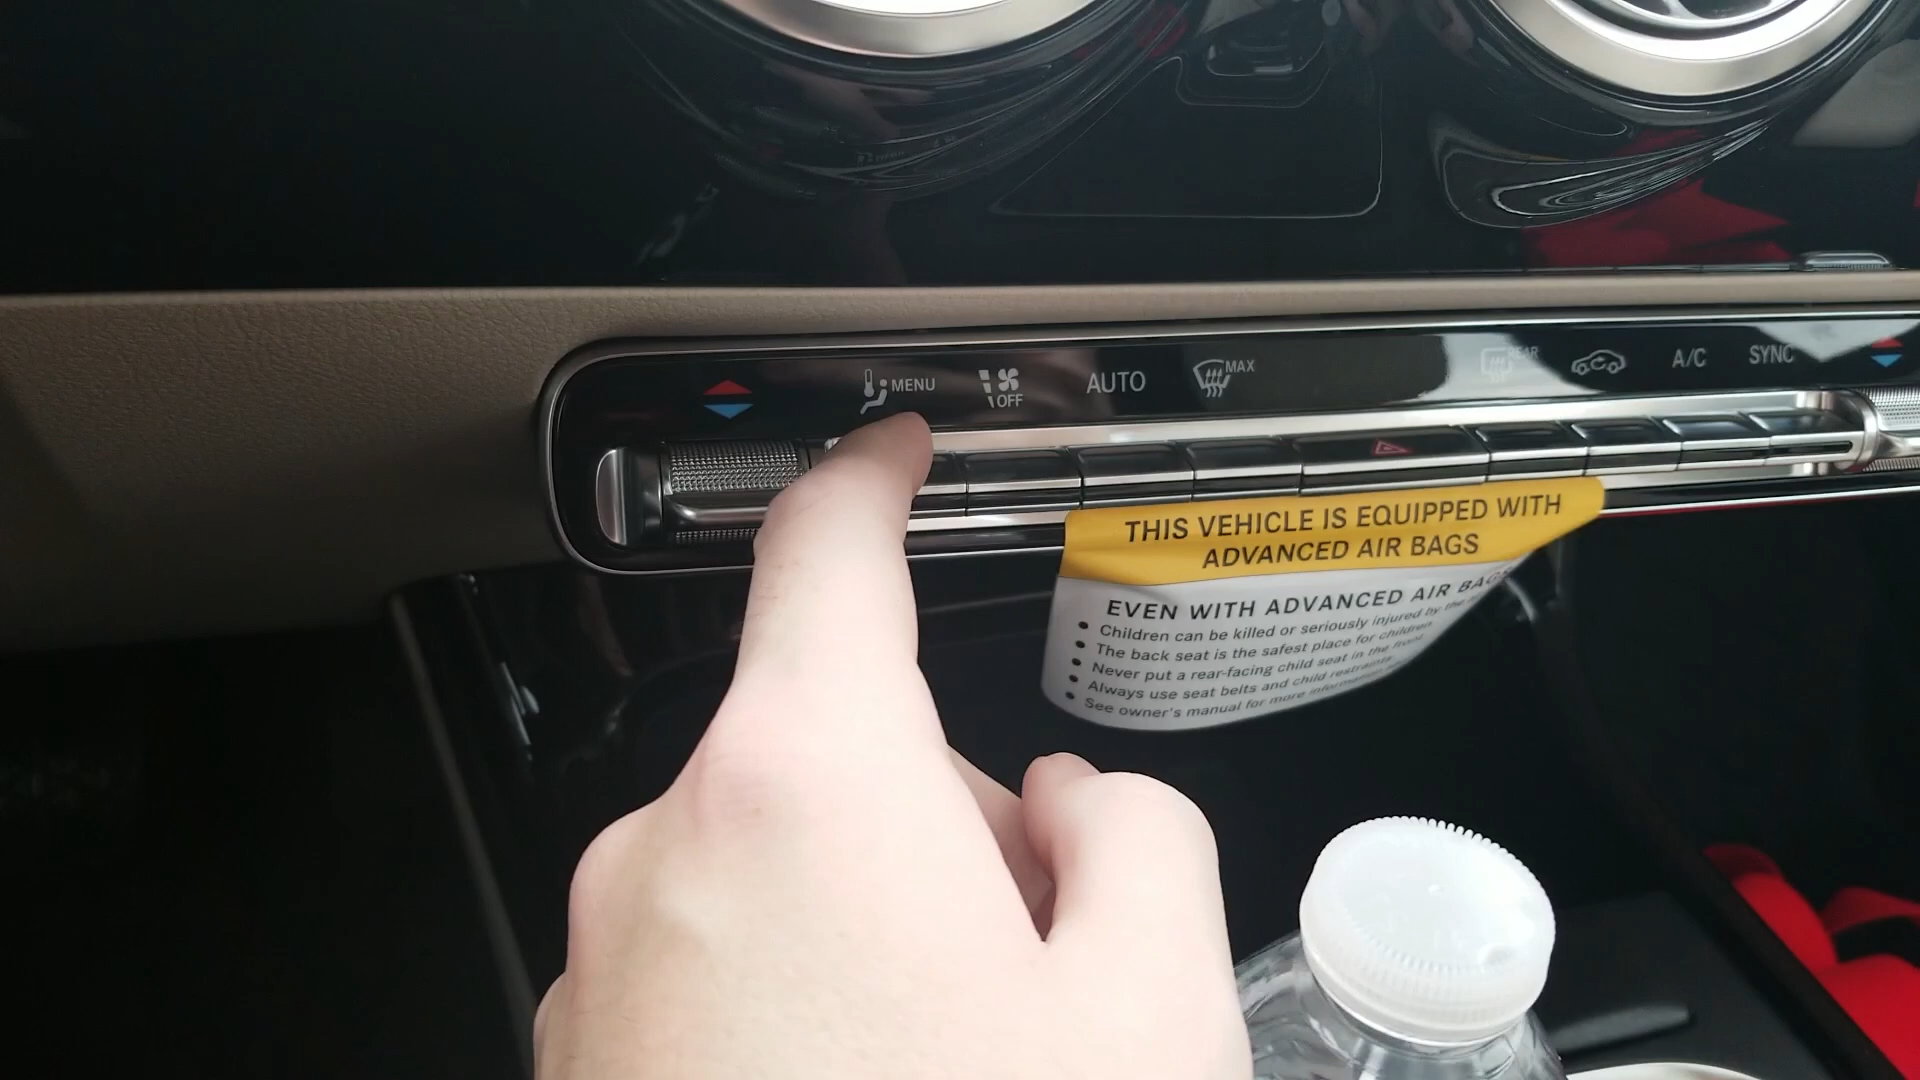 MENU
OFF
AUTO
MAX
REAR
A/C
SYNC
THIS VEHICLE IS EQUIPPED WITH
ADVANCED AIR BAGS
EVEN WITH ADVANCED AIR BAGS
• Children can be killed or seriously injured by the
• The back seat is the safest place for children
• Never put a rear-facing child seat in the front
• Always use seat belts and child restraints
• See owner's manual for more information